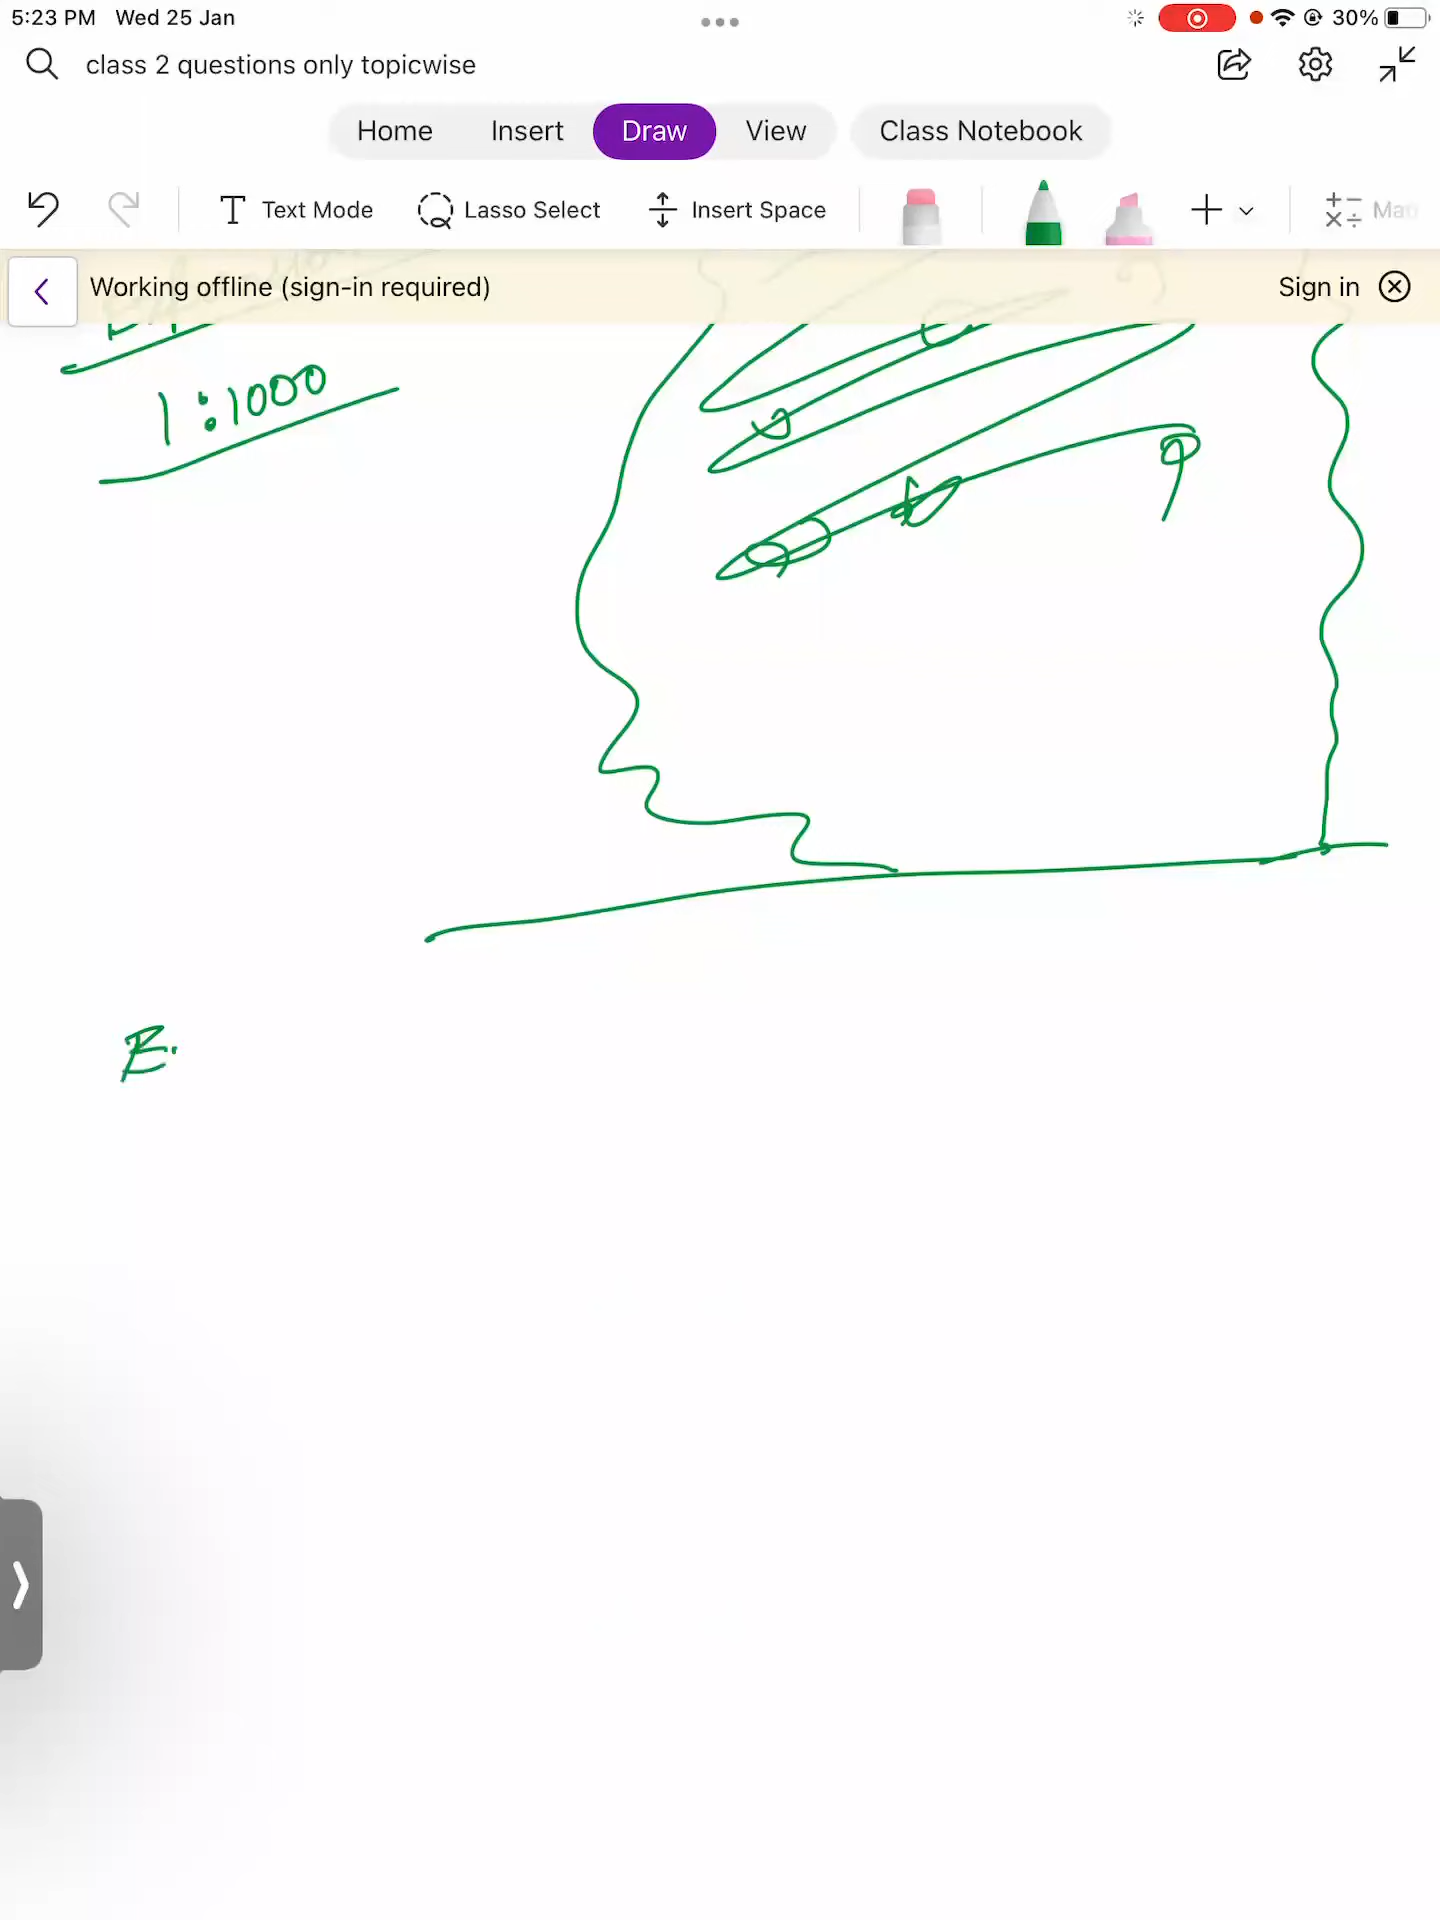 5:23 PM Wed 25 Jan 30%
class 2 questions only topicwise
Home Insert Draw View Class Notebook
Text Mode Lasso Select Insert Space
Working offline (sign-in required) Sign in
1:1000
E.